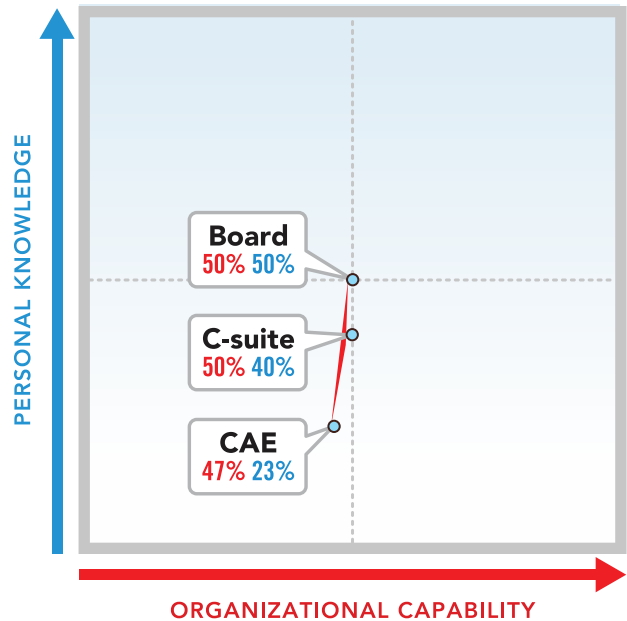 PERSONAL KNOWLEDGE
Board
50% 50%
C-suite
50% 40%
CAE
47% 23%
ORGANIZATIONAL CAPABILITY